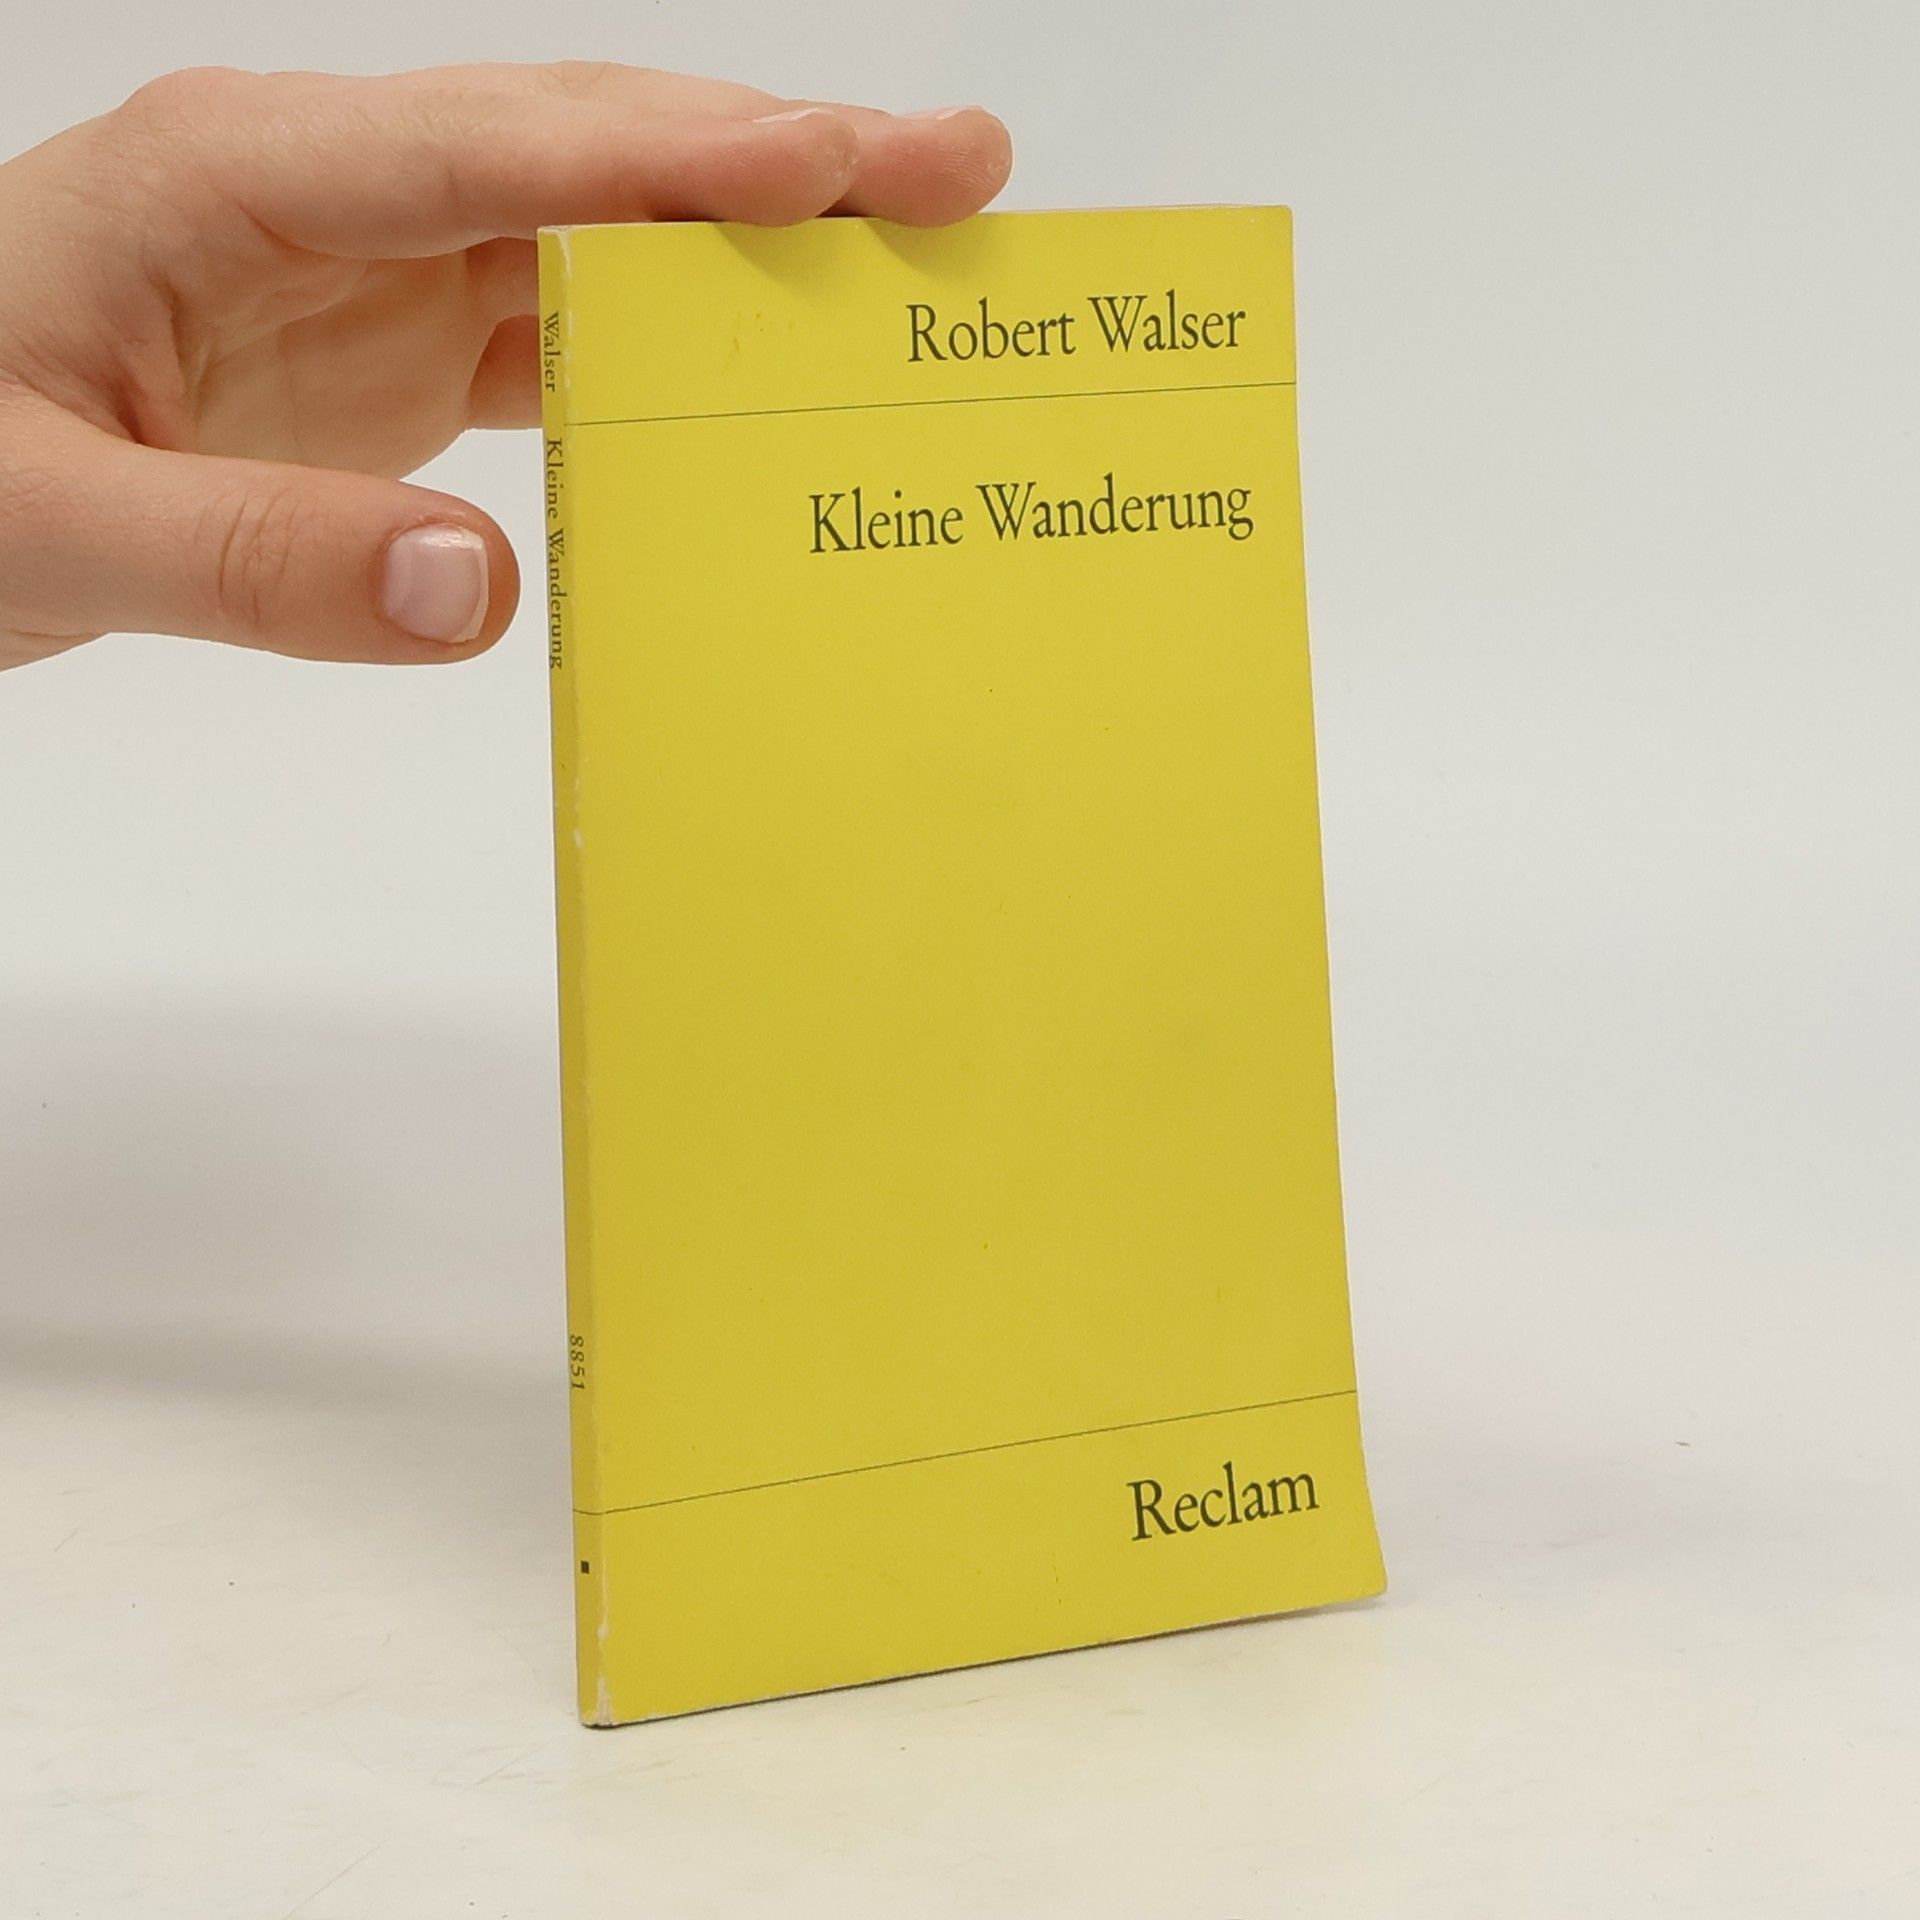 Robert Walser
Kleine Wanderung
Reclam
Walser Kleine Wanderung
8851